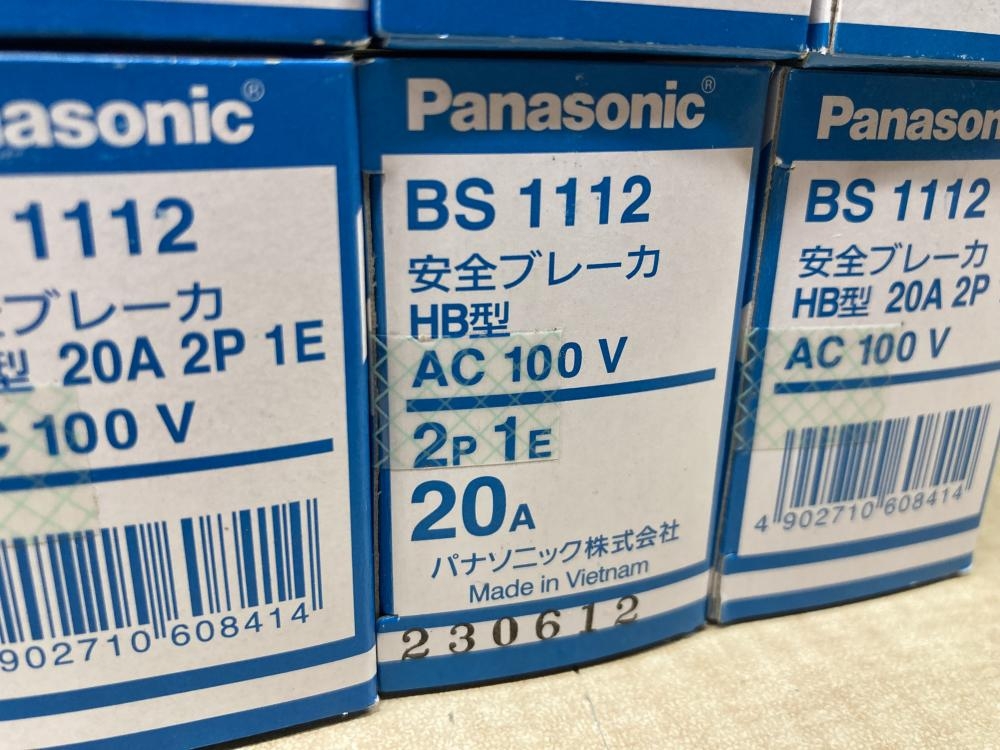 nasonic®
1112
ブレーカ
型 20A 2P 1E
C 100 V
902710 608414
Panasonic®
BS 1112
安全ブレーカ
HB型
AC 100 V
2P 1E
20A
パナソニック株式会社
Made in Vietnam
230612
Panason
BS 1112
安全ブレーカ
HB型 20A 2P
AC 100 V
4 902710 608414